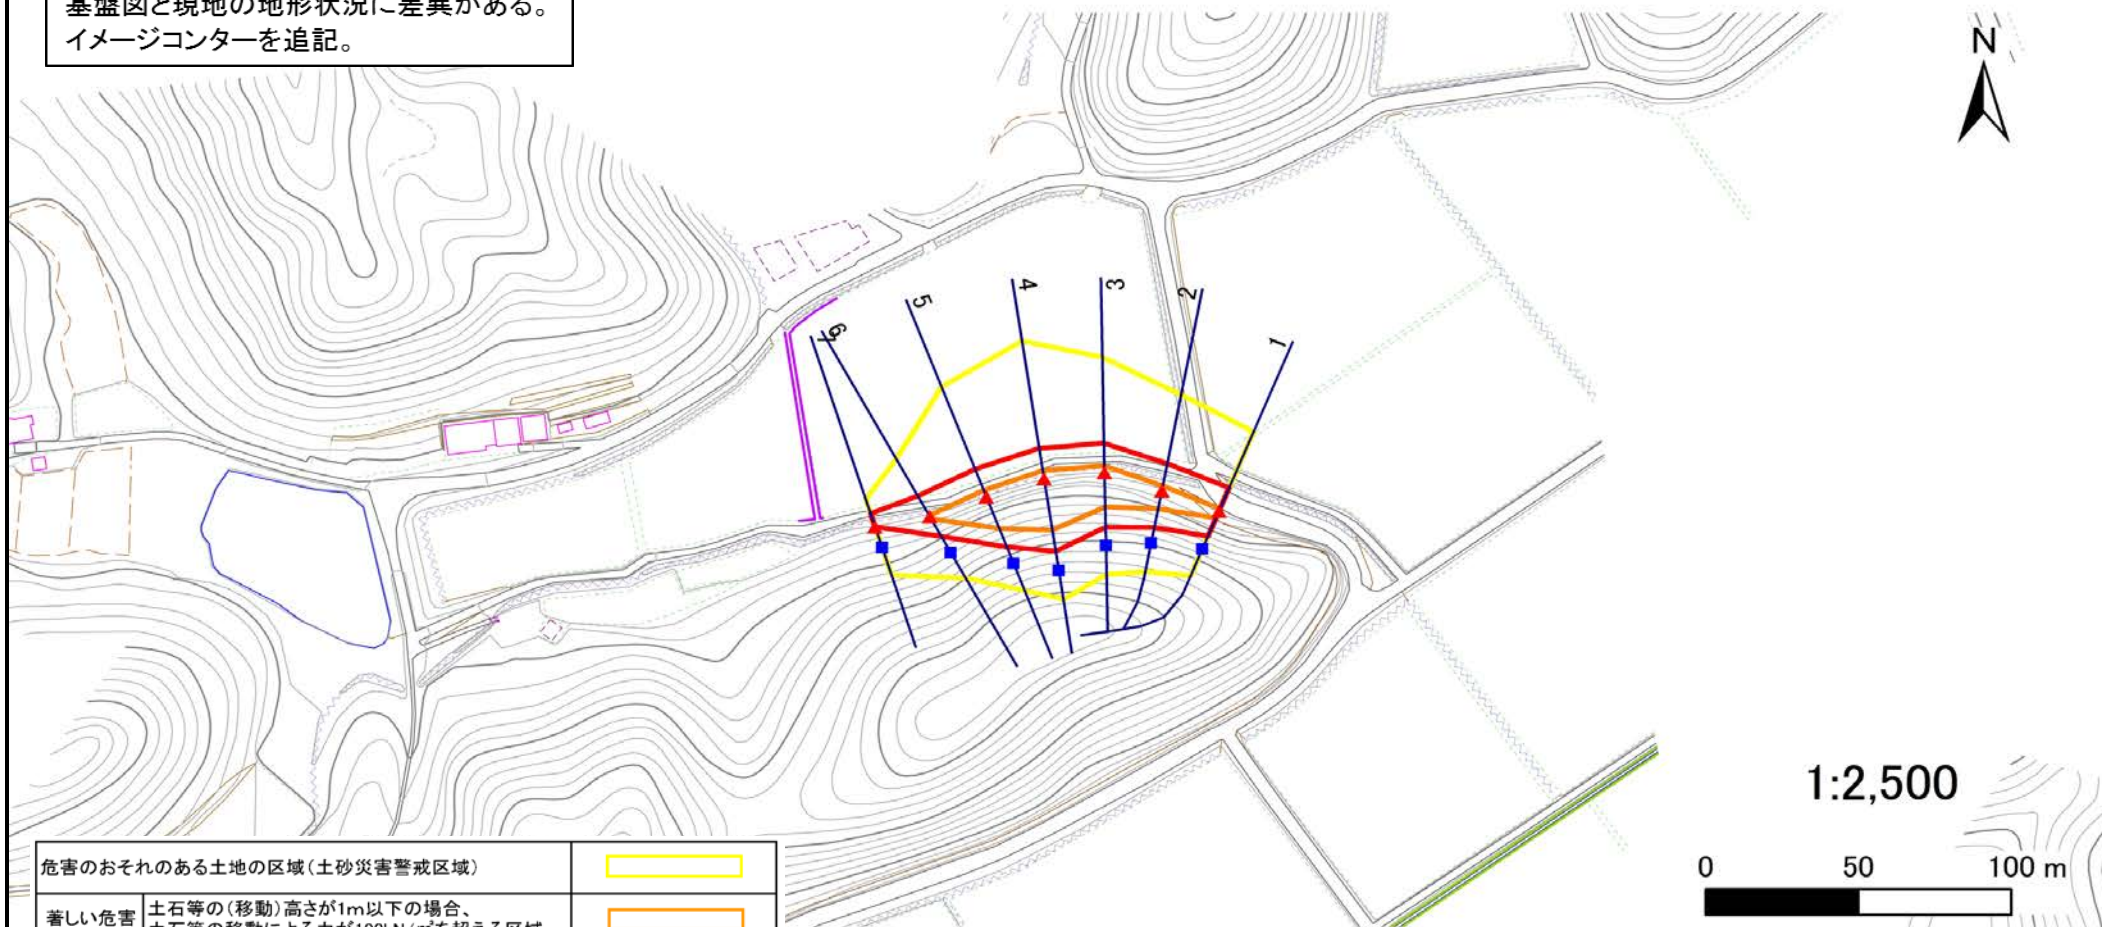 基盤図と現地の地形状況に差異がある。
イメージコンターを追記。
N
5
4
3
2
1
6
1:2,500
0 50 100 m
危害のおそれのある土地の区域(土砂災害警戒区域)
著しい危害
土石等の(移動)高さが1m以下の場合、